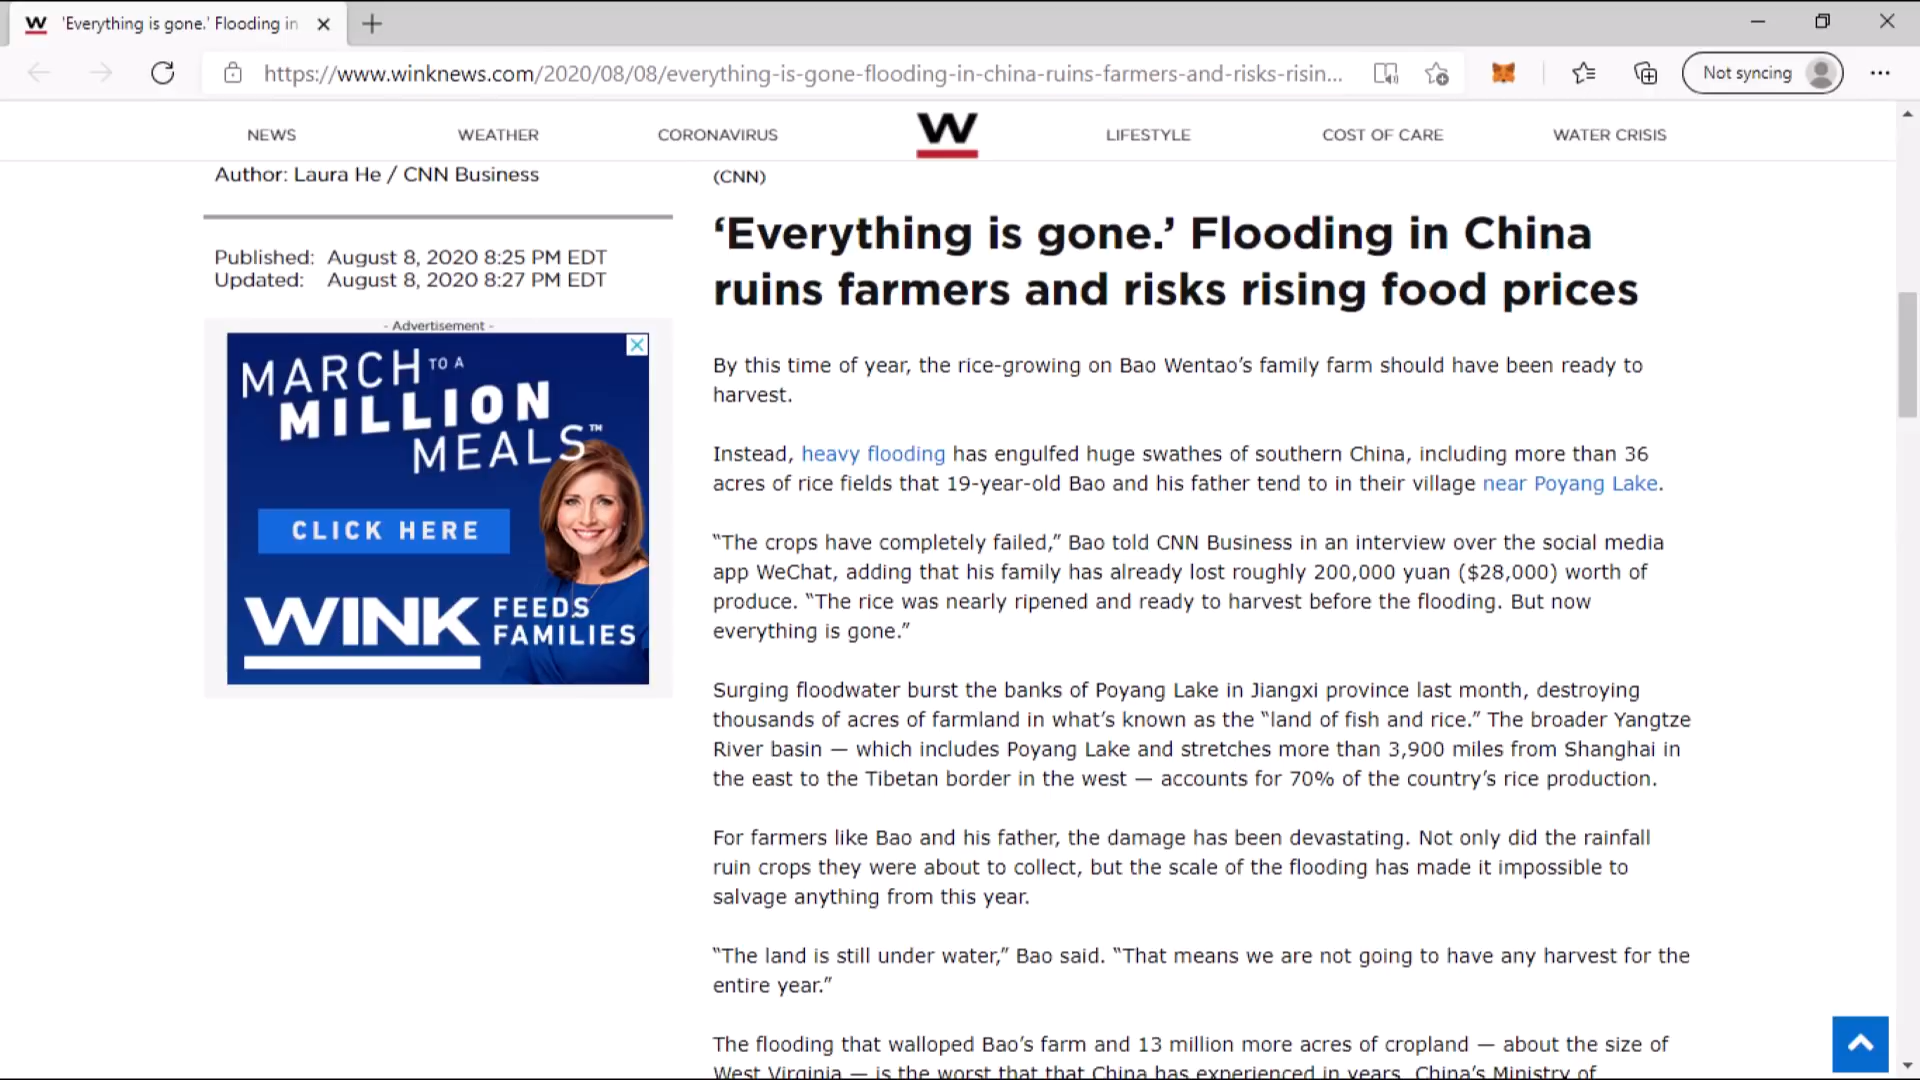 'Everything is gone.' Flooding in
https://www.winknews.com/2020/08/08/everything-is-gone-flooding-in-china-ruins-farmers-and-risks-risin...
Not syncing
NEWS
WEATHER
CORONAVIRUS
W
LIFESTYLE
COST OF CARE
WATER CRISIS
Author: Laura He / CNN Business
Published: August 8, 2020 8:25 PM EDT
Updated: August 8, 2020 8:27 PM EDT
- Advertisement -
MARCH TO A
MILLION
MEALS™
CLICK HERE
WINK FEEDS
FAMILIES
(CNN)
‘Everything is gone.’ Flooding in China
ruins farmers and risks rising food prices
By this time of year, the rice-growing on Bao Wentao’s family farm should have been ready to
harvest.
Instead, heavy flooding has engulfed huge swathes of southern China, including more than 36
acres of rice fields that 19-year-old Bao and his father tend to in their village near Poyang Lake.
“The crops have completely failed,” Bao told CNN Business in an interview over the social media
app WeChat, adding that his family has already lost roughly 200,000 yuan ($28,000) worth of
produce. “The rice was nearly ripened and ready to harvest before the flooding. But now
everything is gone.”
Surging floodwater burst the banks of Poyang Lake in Jiangxi province last month, destroying
thousands of acres of farmland in what’s known as the “land of fish and rice.” The broader Yangtze
River basin — which includes Poyang Lake and stretches more than 3,900 miles from Shanghai in
the east to the Tibetan border in the west — accounts for 70% of the country’s rice production.
For farmers like Bao and his father, the damage has been devastating. Not only did the rainfall
ruin crops they were about to collect, but the scale of the flooding has made it impossible to
salvage anything from this year.
“The land is still under water,” Bao said. “That means we are not going to have any harvest for the
entire year.”
The flooding that walloped Bao’s farm and 13 million more acres of cropland — about the size of
West Virginia — is the worst that that China has experienced in years. China’s Ministry of